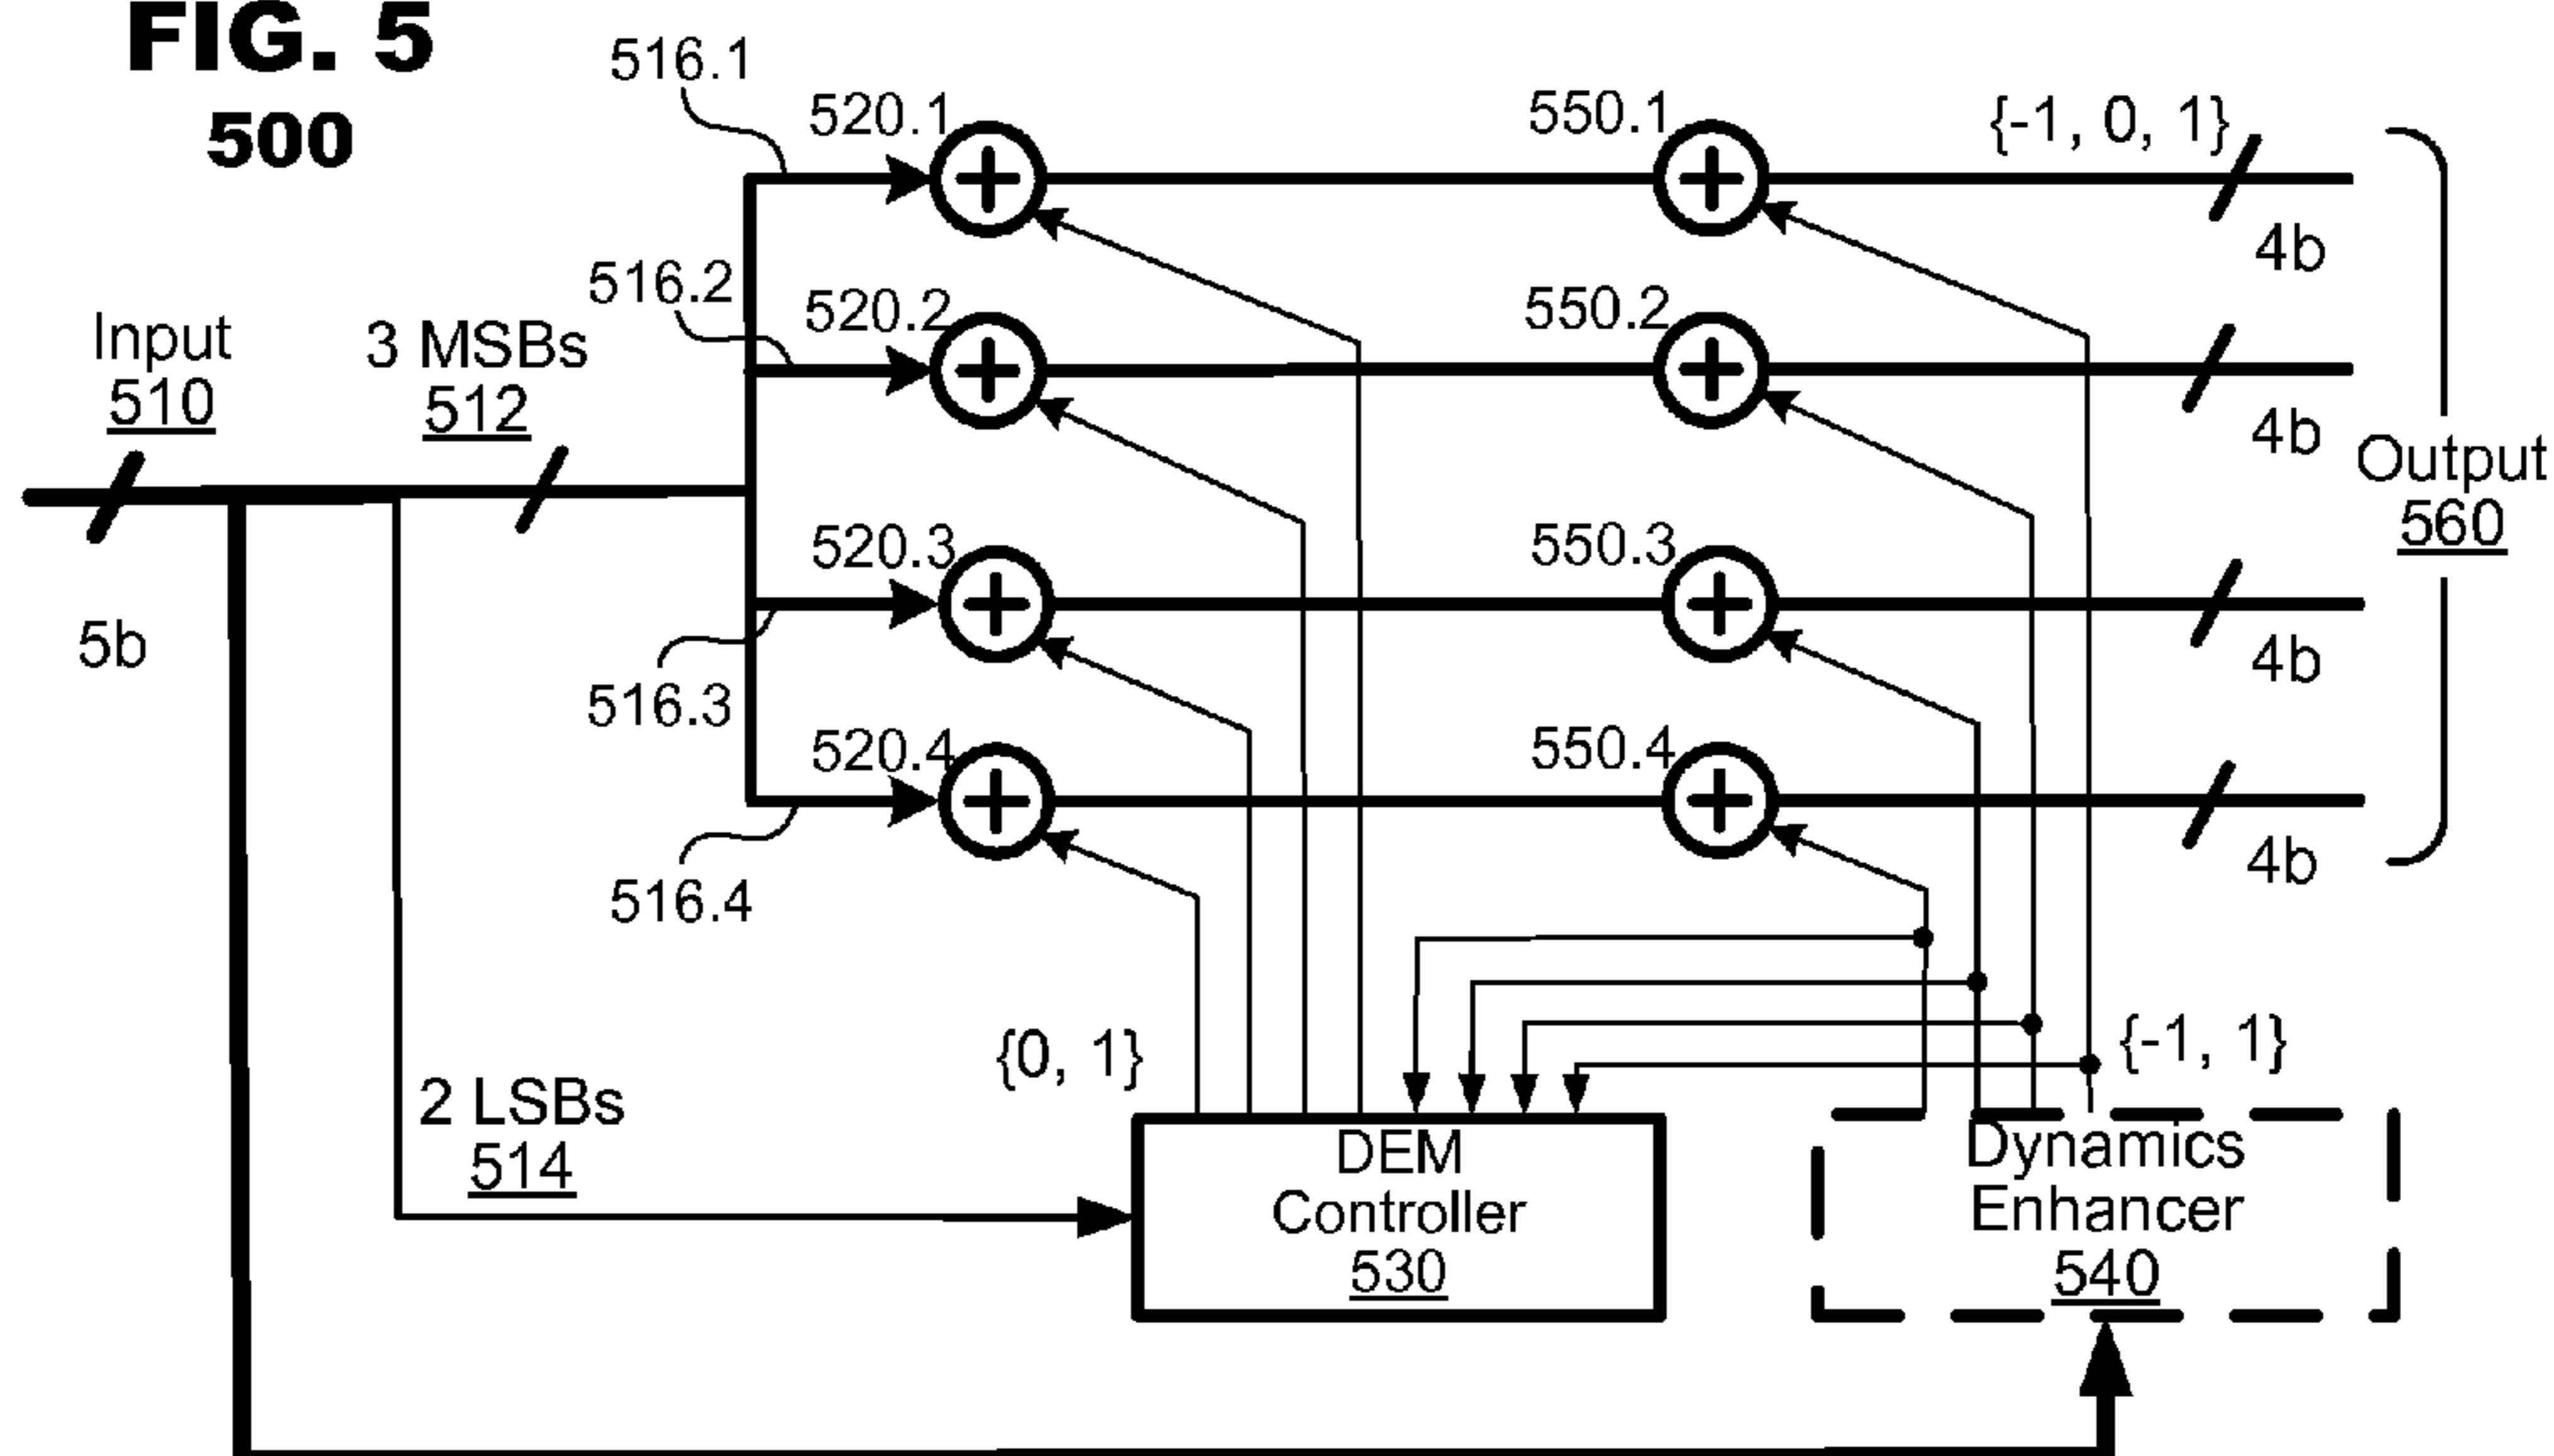 FIG. 5
500
516.1
520.1
550.1
{-1, 0, 1}
4b
516.2
520.2
550.2
4b
Input
510
5b
3 MSBs
512
Output
560
520.3
550.3
4b
516.3
520.4
550.4
4b
516.4
{0, 1}
{-1, 1}
2 LSBs
514
DEM
Controller
530
Dynamics
Enhancer
540